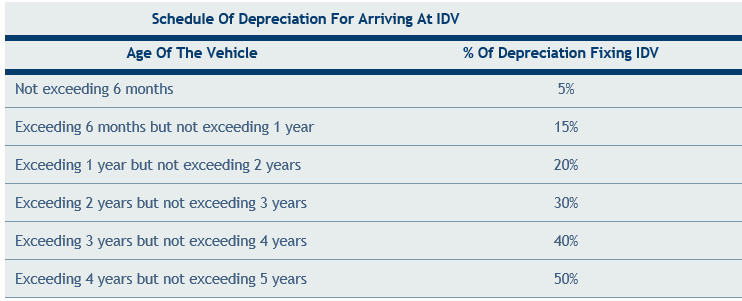 Schedule Of Depreciation For Arriving At IDV
Age Of The Vehicle % Of Depreciation Fixing IDV
Not exceeding 6 months 5%
Exceeding 6 months but not exceeding 1 year 15%
Exceeding 1 year but not exceeding 2 years 20%
Exceeding 2 years but not exceeding 3 years 30%
Exceeding 3 years but not exceeding 4 years 40%
Exceeding 4 years but not exceeding 5 years 50%